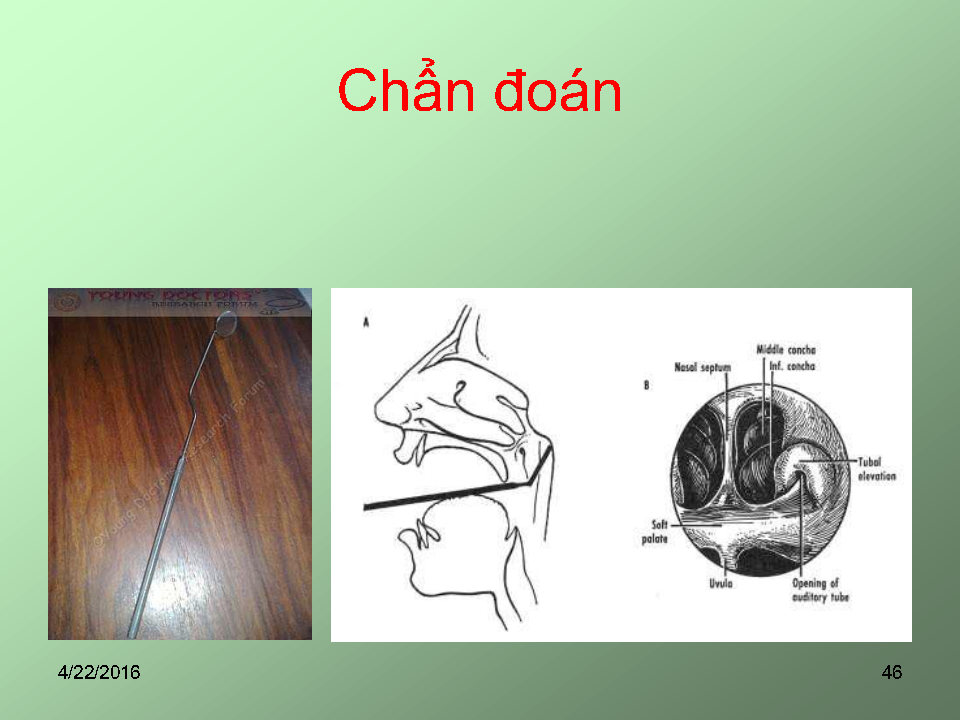 Chẩn đoán
YOUNG DOCTORS'
RESEARCH FORUM
© Young Doctors' Research Forum
A
B
Middle concha
Nasal septum
Inf. concha
Tubal
elevation
Soft
palate
Uvula
Opening of
auditory tube
4/22/2016
46